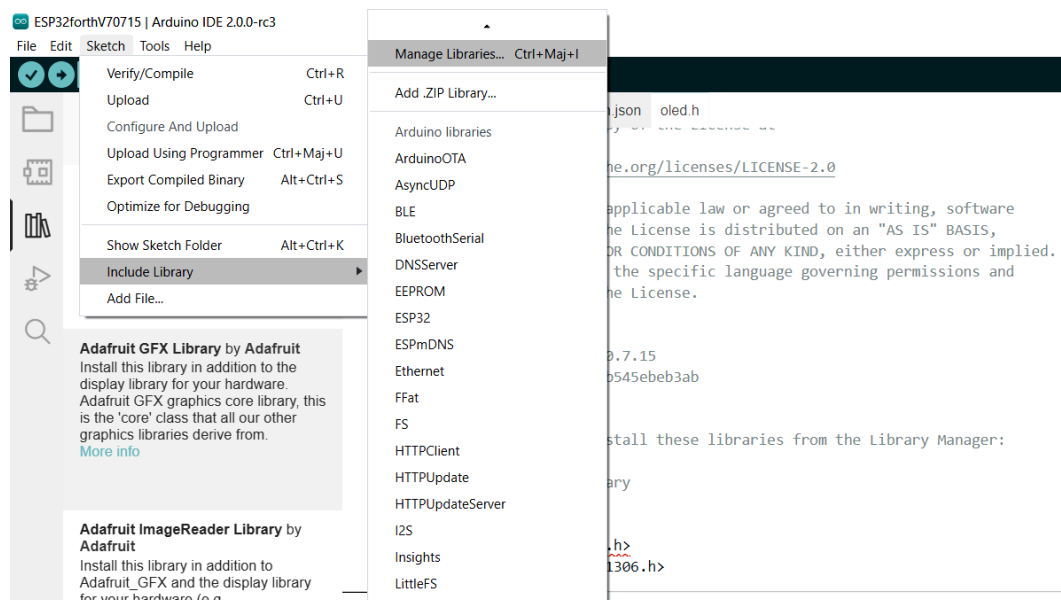 ESP32forthV70715 | Arduino IDE 2.0.0-rc3
File Edit Sketch Tools Help
Verify/Compile Ctrl+R
Upload Ctrl+U
Configure And Upload
Upload Using Programmer Ctrl+Maj+U
Export Compiled Binary Alt+Ctrl+S
Optimize for Debugging
Show Sketch Folder Alt+Ctrl+K
Include Library
Add File...
Adafruit GFX Library by Adafruit
Install this library in addition to the
display library for your hardware.
Adafruit GFX graphics core library, this
is the 'core' class that all our other
graphics libraries derive from.
More info
Adafruit ImageReader Library by
Adafruit
Install this library in addition to
Adafruit_GFX and the display library
for your hardware (e.g.
Manage Libraries... Ctrl+Maj+I
Add .ZIP Library...
Arduino libraries
ArduinoOTA
AsyncUDP
BLE
BluetoothSerial
DNSServer
EEPROM
ESP32
ESPmDNS
Ethernet
FFat
FS
HTTPClient
HTTPUpdate
HTTPUpdateServer
I2S
Insights
LittleFS
.json oled.h
of the License at
ne.org/licenses/LICENSE-2.0
applicable law or agreed to in writing, software
he License is distributed on an "AS IS" BASIS,
OR CONDITIONS OF ANY KIND, either express or implied.
the specific language governing permissions and
he License.
0.7.15
b545ebeb3ab
stall these libraries from the Library Manager:
ary
.h>
1306.h>